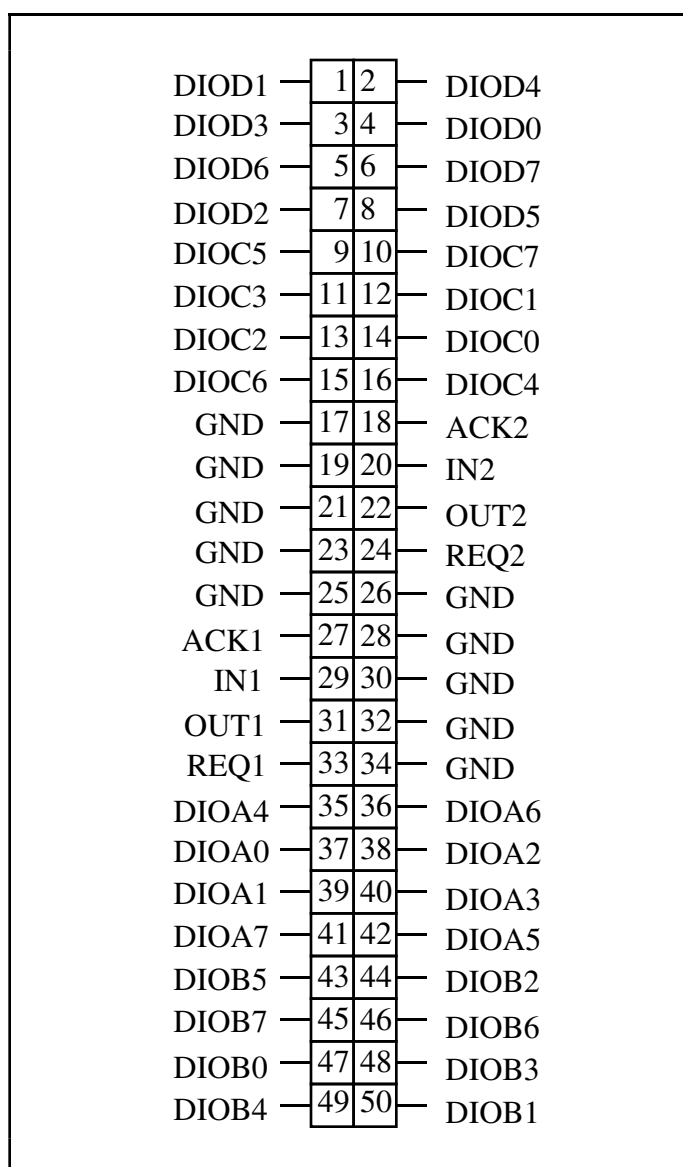 DIOD1 1 2 DIOD4
DIOD3 3 4 DIOD0
DIOD6 5 6 DIOD7
DIOD2 7 8 DIOD5
DIOC5 9 10 DIOC7
DIOC3 11 12 DIOC1
DIOC2 13 14 DIOC0
DIOC6 15 16 DIOC4
GND 17 18 ACK2
GND 19 20 IN2
GND 21 22 OUT2
GND 23 24 REQ2
GND 25 26 GND
ACK1 27 28 GND
IN1 29 30 GND
OUT1 31 32 GND
REQ1 33 34 GND
DIOA4 35 36 DIOA6
DIOA0 37 38 DIOA2
DIOA1 39 40 DIOA3
DIOA7 41 42 DIOA5
DIOB5 43 44 DIOB2
DIOB7 45 46 DIOB6
DIOB0 47 48 DIOB3
DIOB4 49 50 DIOB1